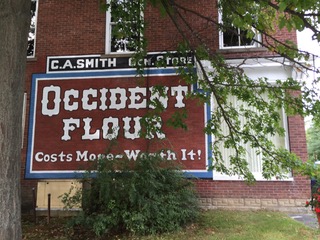 C.A.SMITH GEN. STORE
OCCIDENT
FLOUR
Costs More–Worth It!